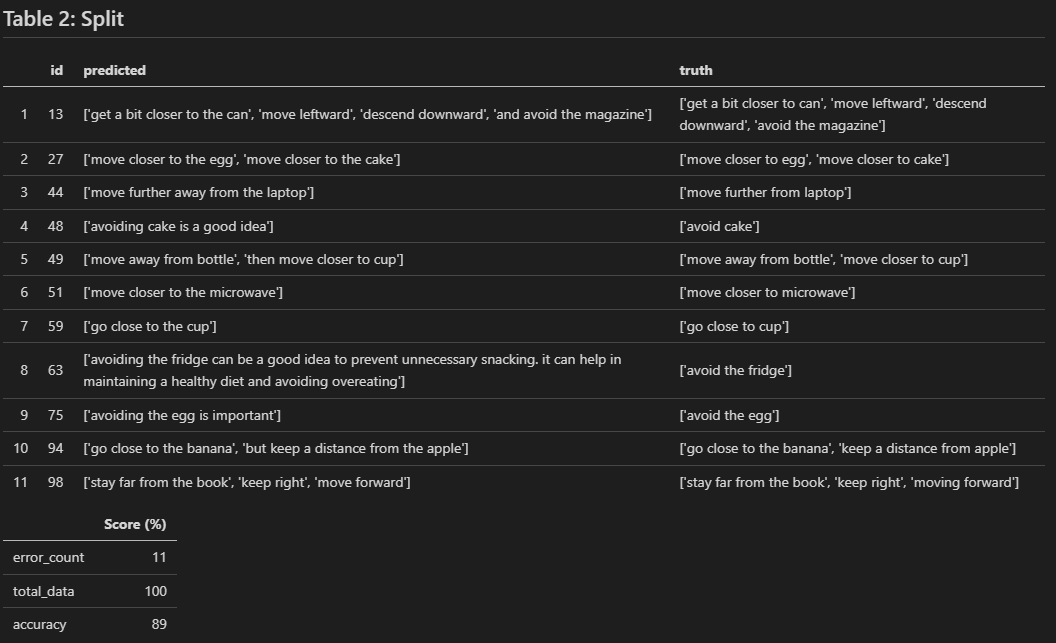 Table 2: Split
id predicted truth
1 13 ['get a bit closer to the can', 'move leftward', 'descend downward', 'and avoid the magazine'] ['get a bit closer to can', 'move leftward', 'descend
downward', 'avoid the magazine']
2 27 ['move closer to the egg', 'move closer to the cake'] ['move closer to egg', 'move closer to cake']
3 44 ['move further away from the laptop'] ['move further from laptop']
4 48 ['avoiding cake is a good idea'] ['avoid cake']
5 49 ['move away from bottle', 'then move closer to cup'] ['move away from bottle', 'move closer to cup']
6 51 ['move closer to the microwave'] ['move closer to microwave']
7 59 ['go close to the cup'] ['go close to cup']
8 63 ['avoiding the fridge can be a good idea to prevent unnecessary snacking. it can help in
maintaining a healthy diet and avoiding overeating'] ['avoid the fridge']
9 75 ['avoiding the egg is important'] ['avoid the egg']
10 94 ['go close to the banana', 'but keep a distance from the apple'] ['go close to the banana', 'keep a distance from apple']
11 98 ['stay far from the book', 'keep right', 'move forward'] ['stay far from the book', 'keep right', 'moving forward']
Score (%)
error_count 11
total_data 100
accuracy 89